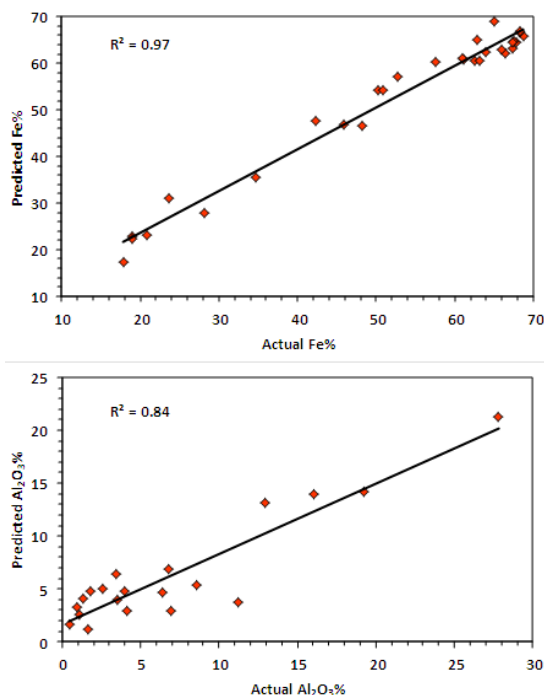 70
60
50
40
30
20
10
Predicted Fe%
R² = 0.97
10 20 30 40 50 60 70
Actual Fe%
25
20
15
10
5
0
Predicted Al₂O₃%
R² = 0.84
0 5 10 15 20 25 30
Actual Al₂O₃%